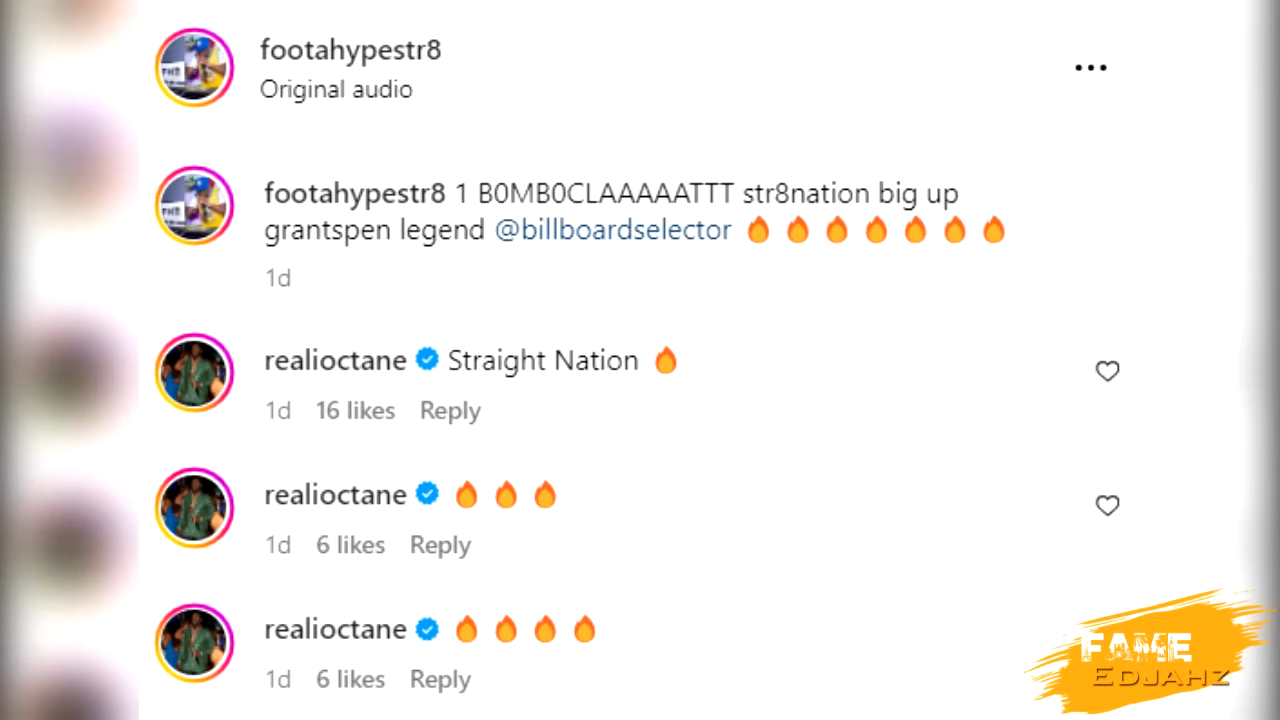 footahypestr8
Original audio
footahypestr8 1 B0MB0CLAAAAATTT str8nation big up
grantspen legend @billboardselector 🔥 🔥 🔥 🔥 🔥 🔥 🔥
1d
realioctane Straight Nation 🔥
1d 16 likes Reply
realioctane 🔥 🔥 🔥
1d 6 likes Reply
realioctane 🔥 🔥 🔥 🔥
1d 6 likes Reply
FAME
EDJAHZ